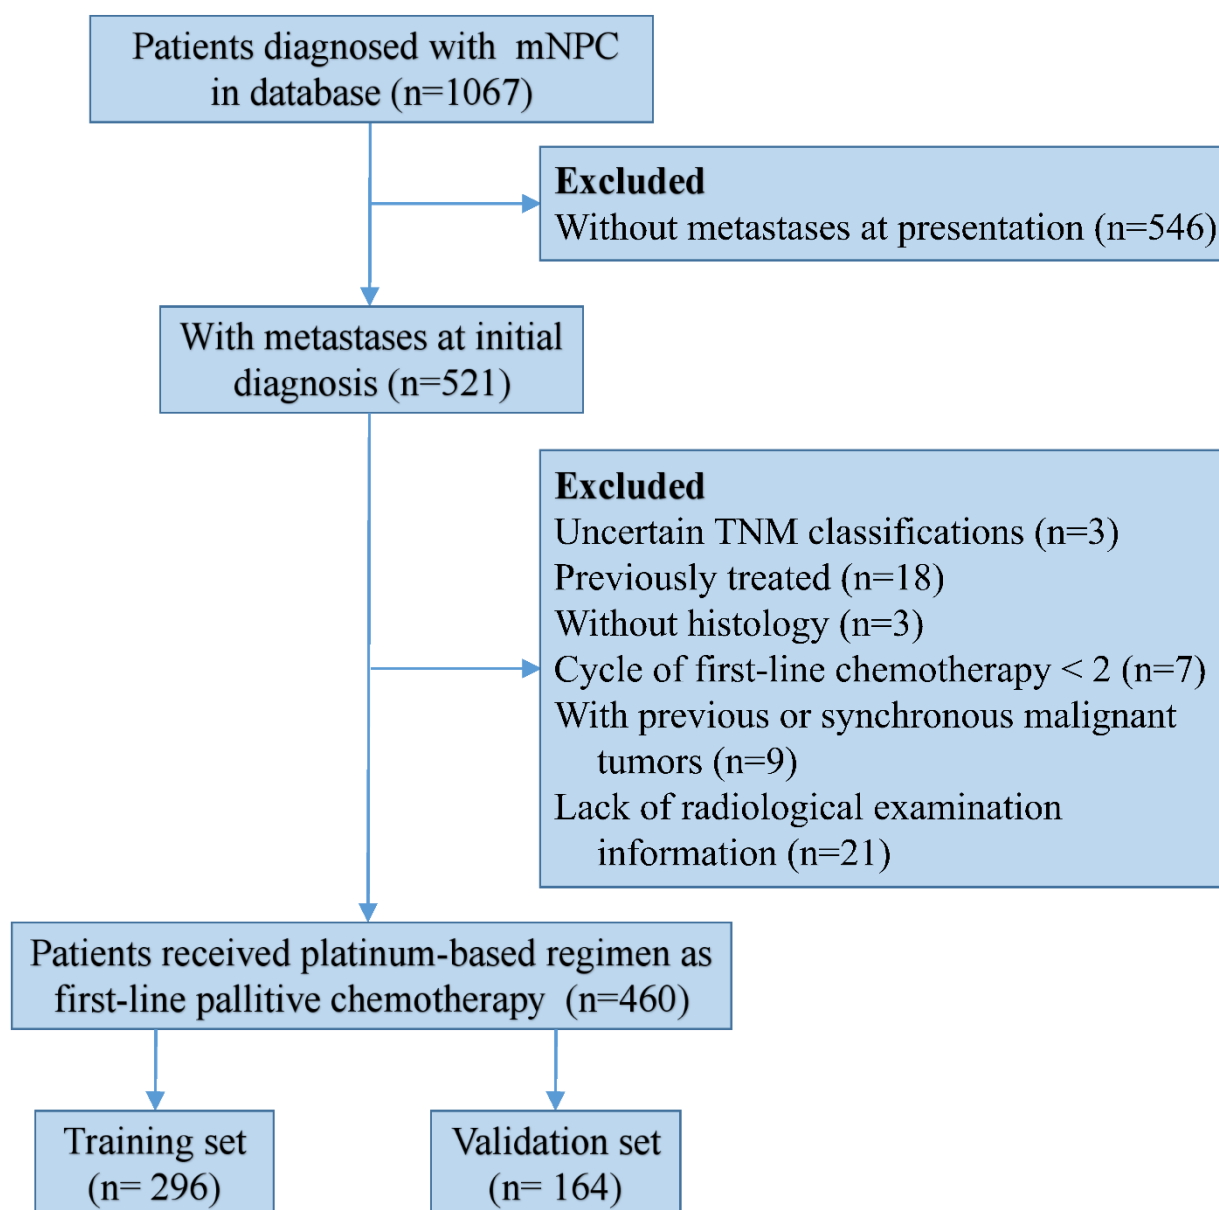 Patients diagnosed with mNPC
in database (n=1067)
Excluded
Without metastases at presentation (n=546)
With metastases at initial
diagnosis (n=521)
Excluded
Uncertain TNM classifications (n=3)
Previously treated (n=18)
Without histology (n=3)
Cycle of first-line chemotherapy < 2 (n=7)
With previous or synchronous malignant
tumors (n=9)
Lack of radiological examination
information (n=21)
Patients received platinum-based regimen as
first-line pallitive chemotherapy (n=460)
Training set
(n= 296)
Validation set
(n= 164)